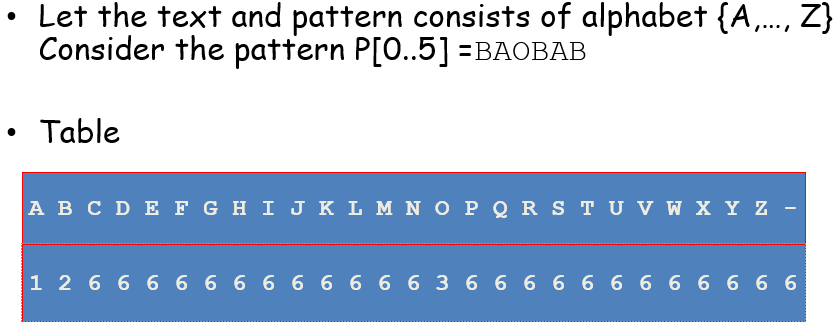 • Let the text and pattern consists of alphabet {A,…, Z}
Consider the pattern P[0..5] =BAOBAB
• Table
A B C D E F G H I J K L M N O P Q R S T U V W X Y Z -
1 2 6 6 6 6 6 6 6 6 6 6 6 6 3 6 6 6 6 6 6 6 6 6 6 6 6